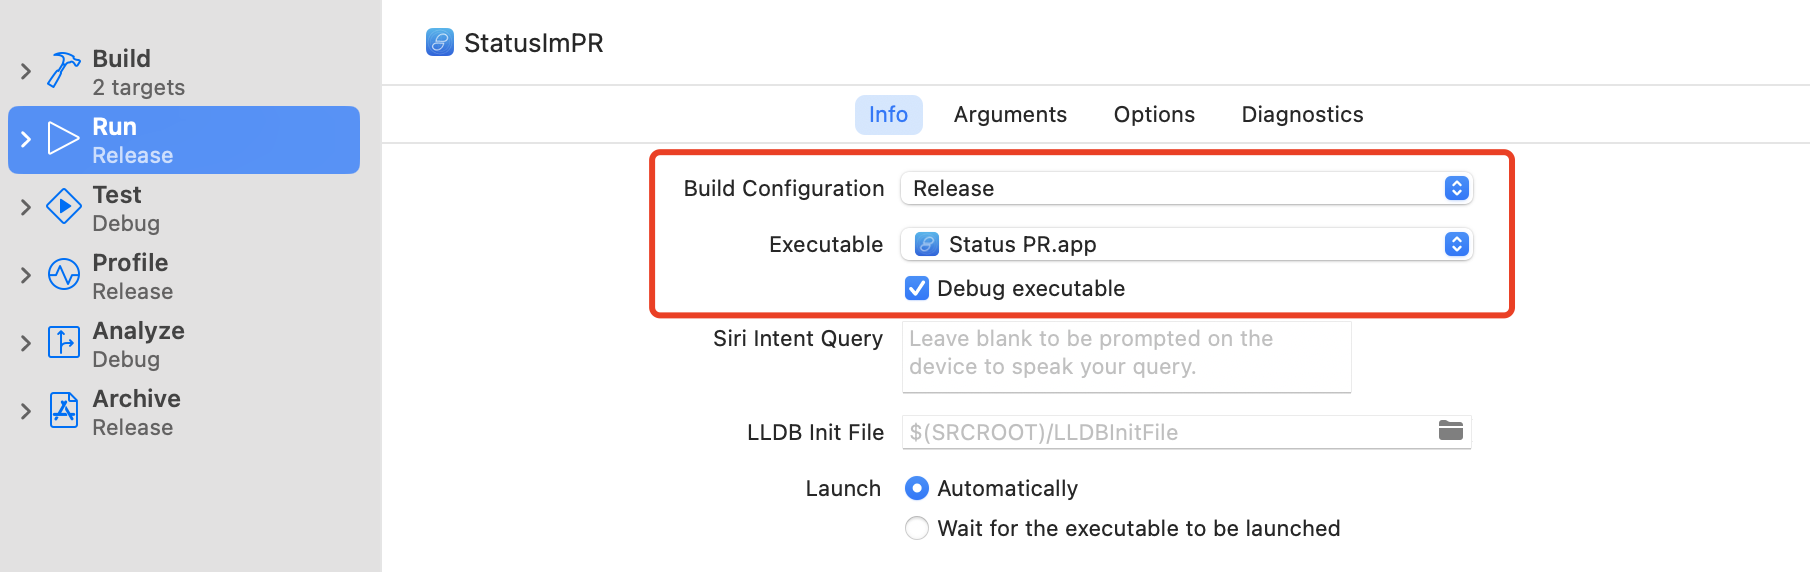 Build
2 targets
Run
Release
Test
Debug
Profile
Release
Analyze
Debug
Archive
Release
StatusImPR
Info Arguments Options Diagnostics
Build Configuration Release
Executable Status PR.app
Debug executable
Siri Intent Query Leave blank to be prompted on the
device to speak your query.
LLDB Init File $(SRCROOT)/LLDBInitFile
Launch Automatically
Wait for the executable to be launched